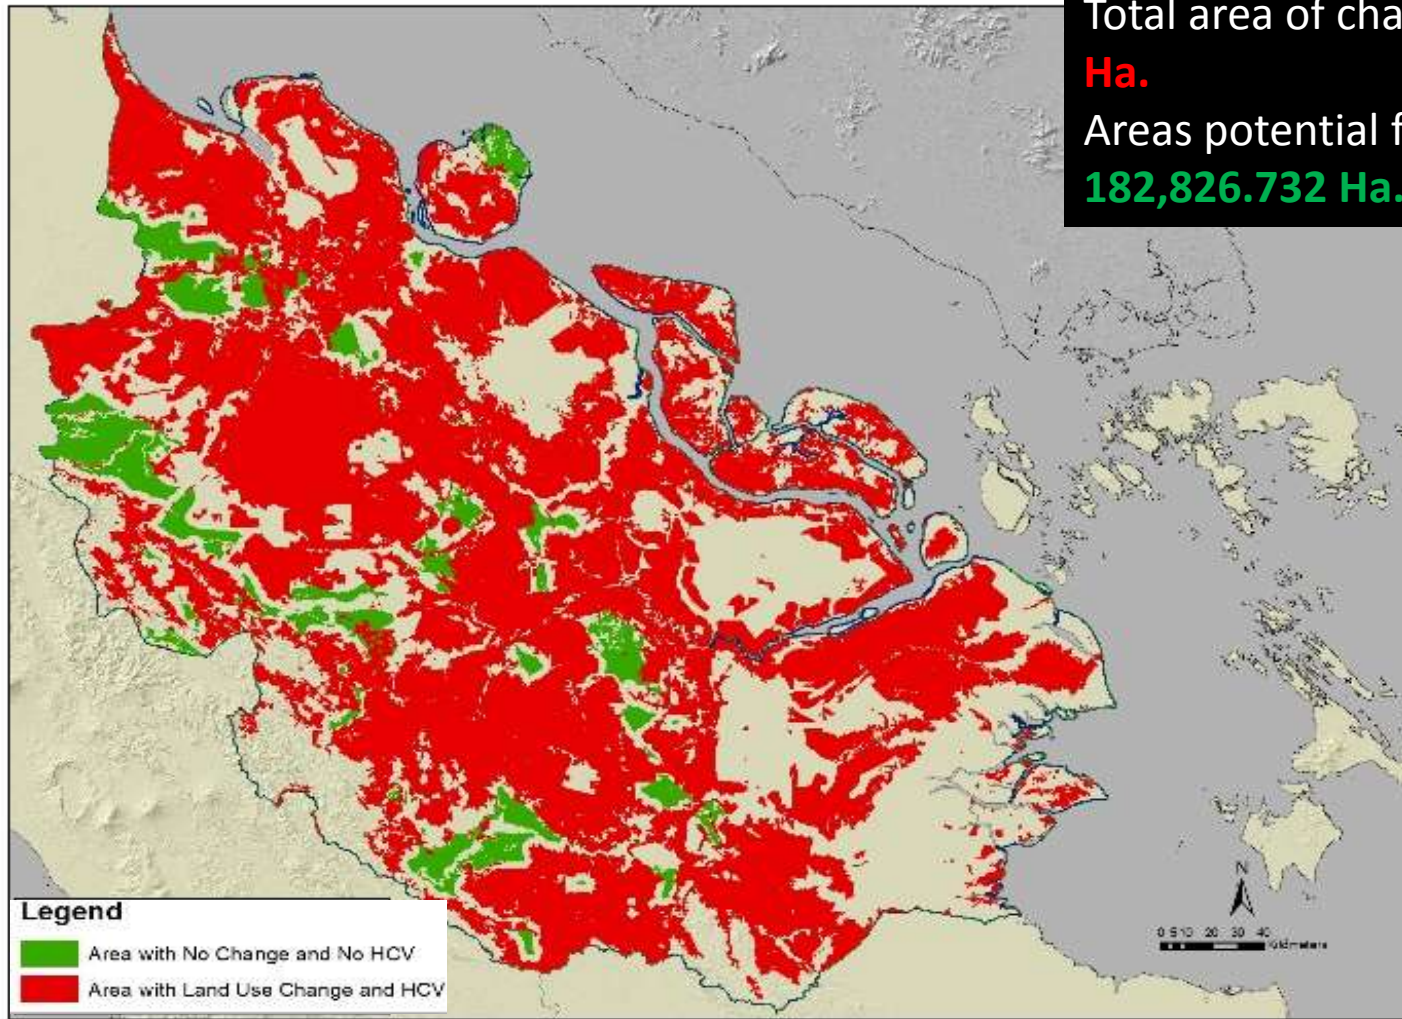 Total area of cha
Ha.
Areas potential f
182,826.732 Ha.
N
0 5 10 20 30 40
Kilometers
Legend
Area with No Change and No HCV
Area with Land Use Change and HCV